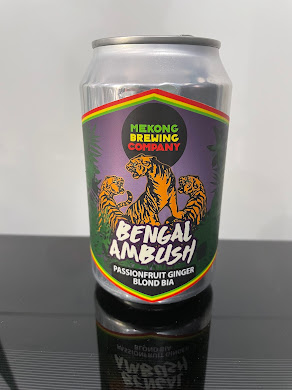 MEKONG
BREWING
COMPANY
BENGAL
AMBUSH
PASSIONFRUIT GINGER
BLOND BIA